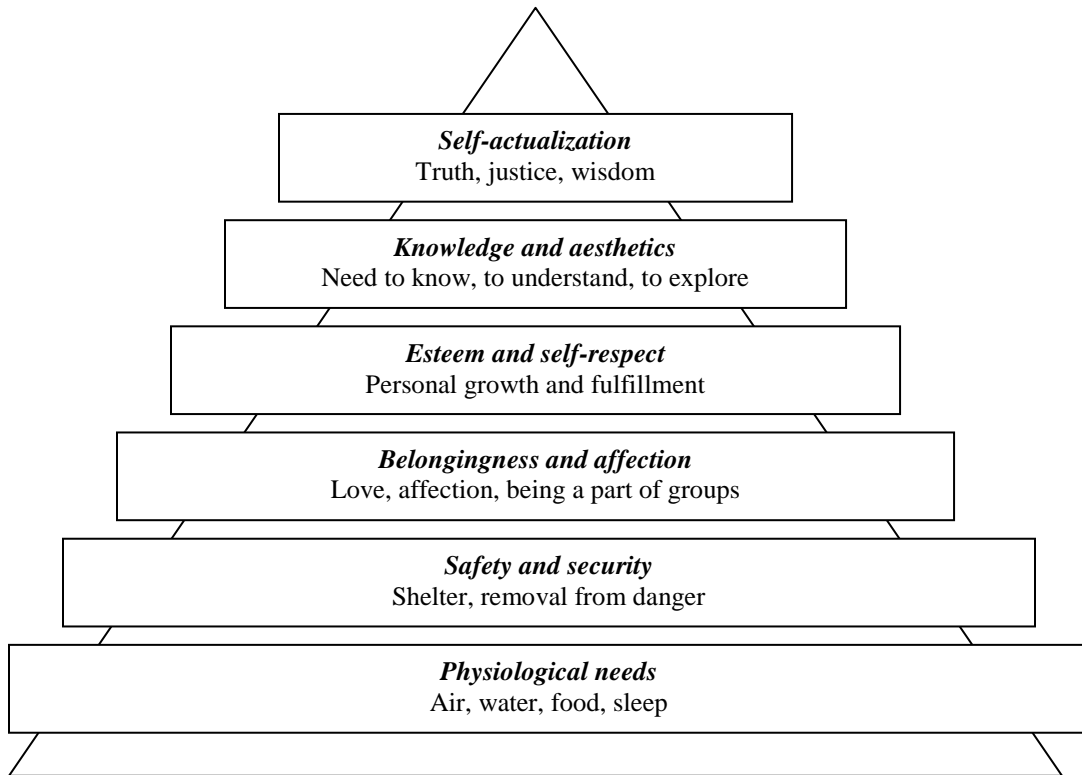 Self-actualization
Truth, justice, wisdom
Knowledge and aesthetics
Need to know, to understand, to explore
Esteem and self-respect
Personal growth and fulfillment
Belongingness and affection
Love, affection, being a part of groups
Safety and security
Shelter, removal from danger
Physiological needs
Air, water, food, sleep